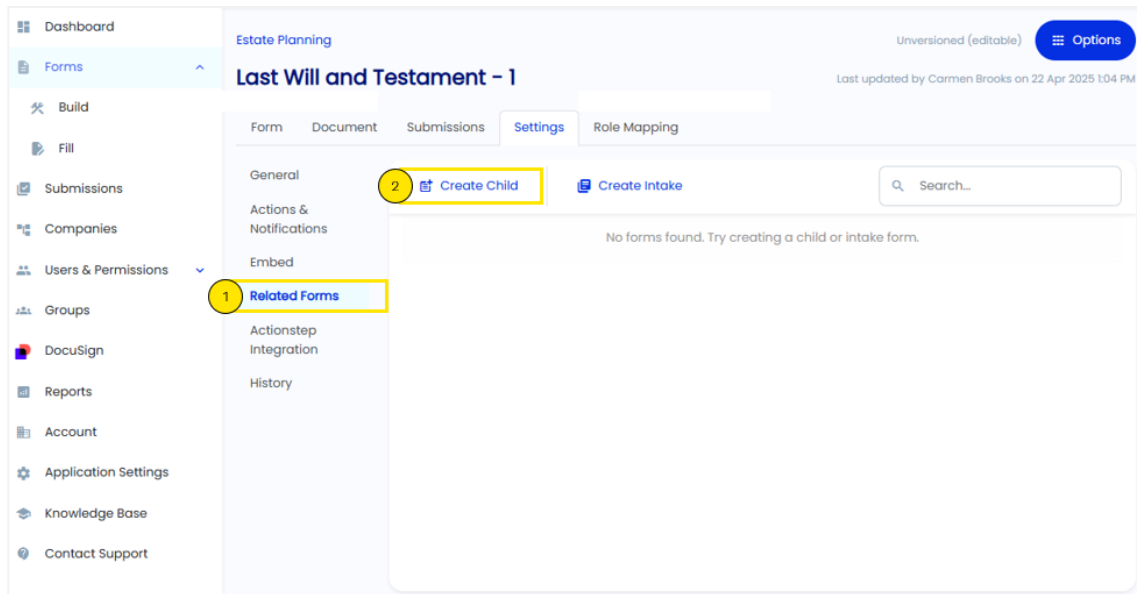 Dashboard
Forms
Build
Fill
Submissions
Companies
Users & Permissions
Groups
DocuSign
Reports
Account
Application Settings
Knowledge Base
Contact Support
Estate Planning
Unversioned (editable)
Options
Last Will and Testament - 1
Last updated by Carmen Brooks on 22 Apr 2025 1:04 PM
Form Document Submissions Settings Role Mapping
General
Actions &
Notifications
Embed
1 Related Forms
Actionstep
Integration
History
2 Create Child
Create Intake
Search...
No forms found. Try creating a child or intake form.